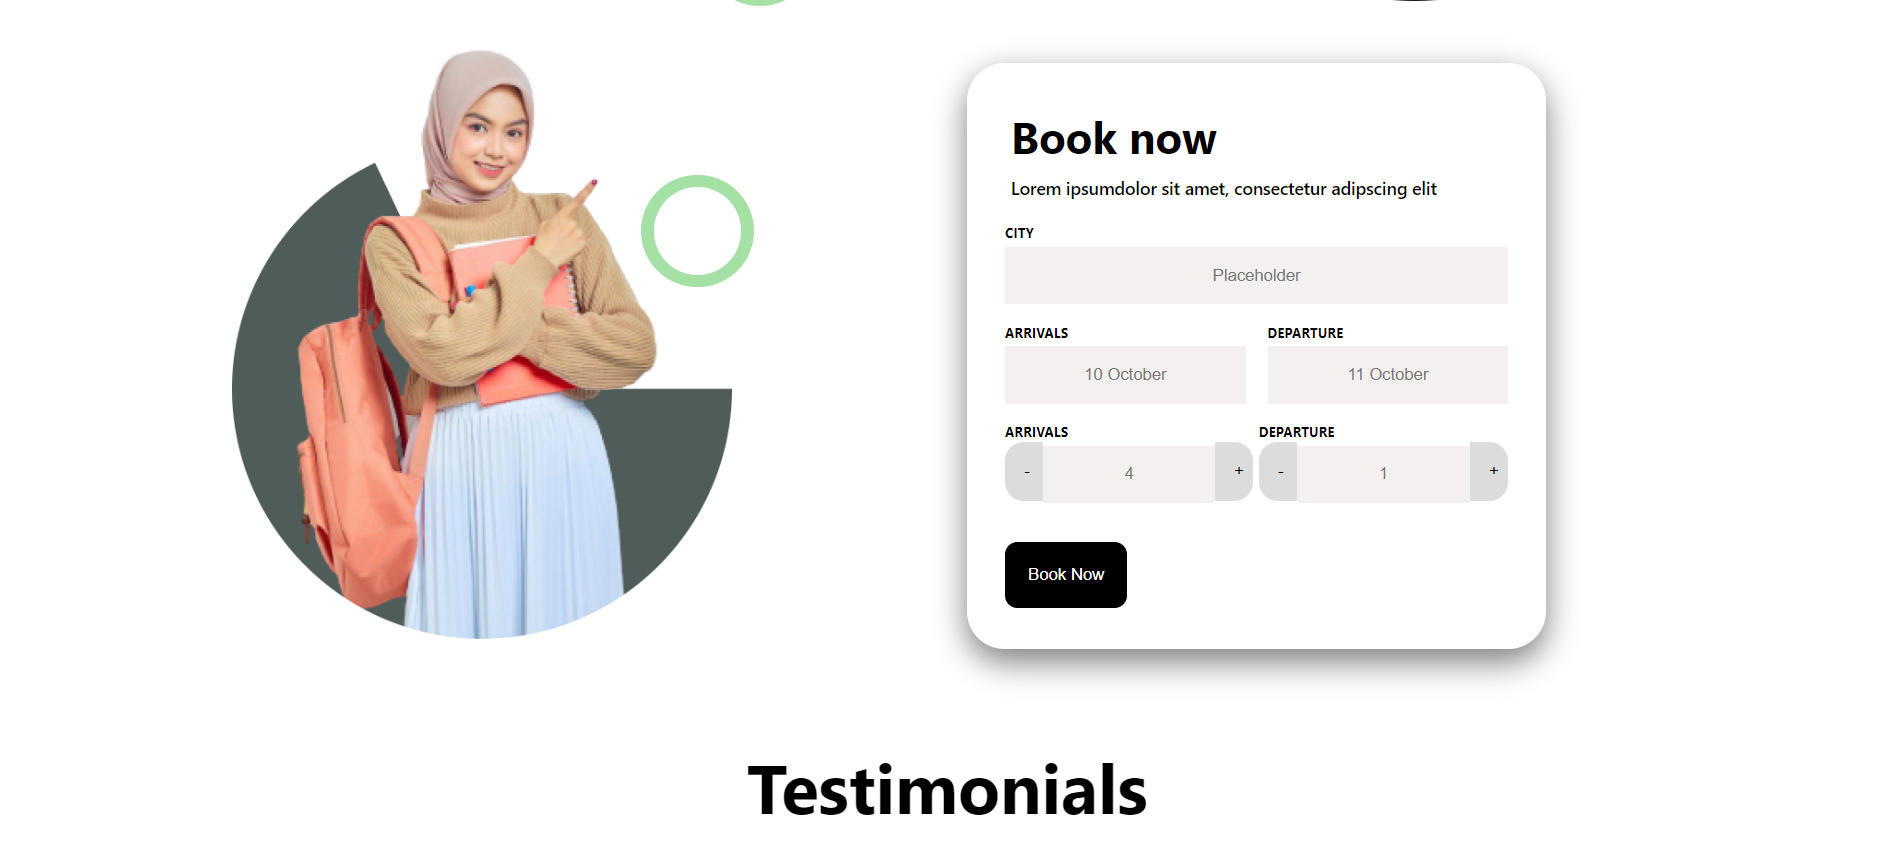 Book now
Lorem ipsumdolor sit amet, consectetur adipscing elit
CITY
Placeholder
ARRIVALS DEPARTURE
10 October 11 October
ARRIVALS DEPARTURE
- 4 + - 1 +
Book Now
Testimonials